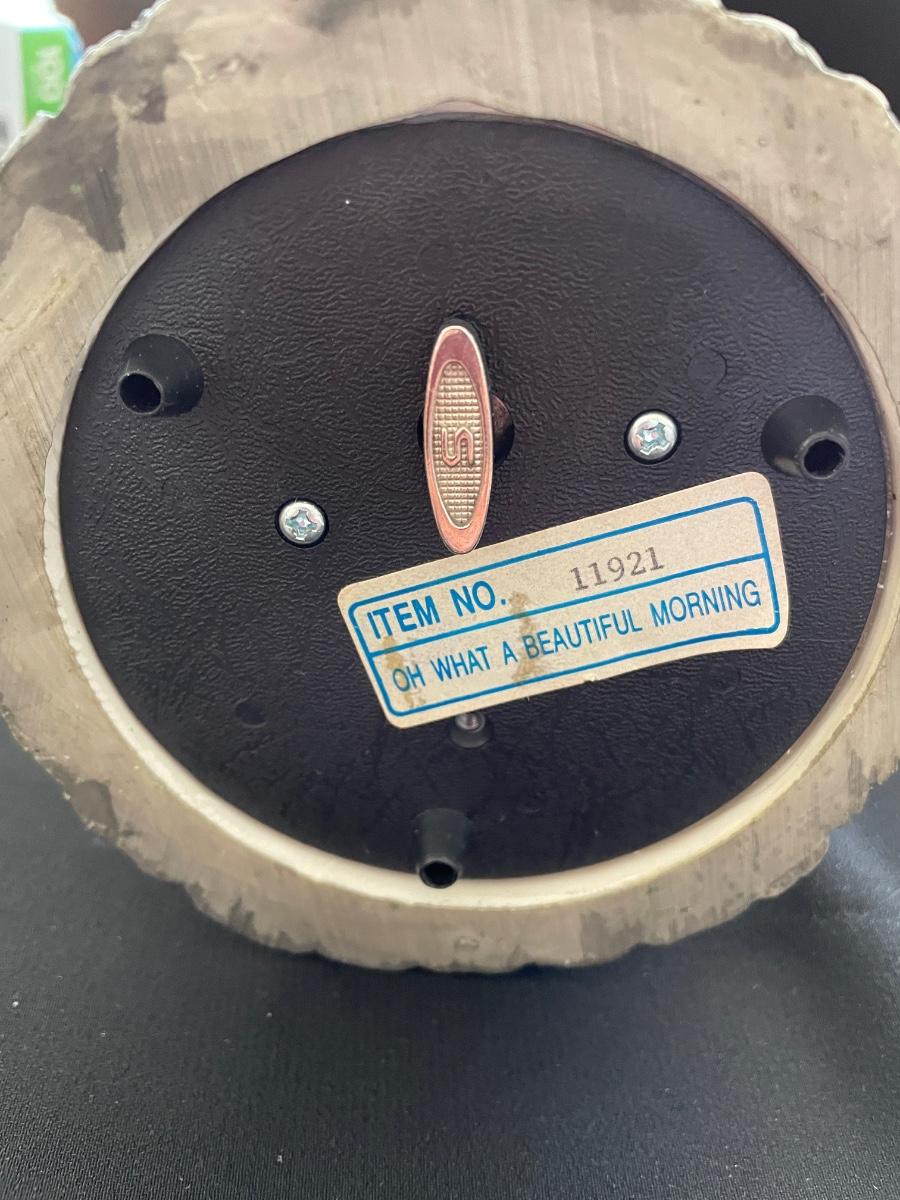 ITEM NO. 11921
OH WHAT A BEAUTIFUL MORNING
S